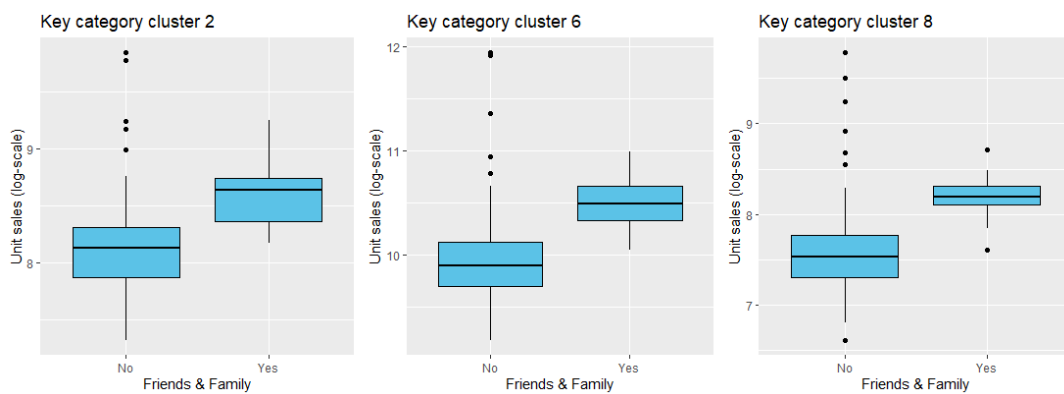 Key category cluster 2
Unit sales (log-scale)
9
8
No
Yes
Friends & Family
Key category cluster 6
Unit sales (log-scale)
12
11
10
No
Yes
Friends & Family
Key category cluster 8
Unit sales (log-scale)
9
8
7
No
Yes
Friends & Family